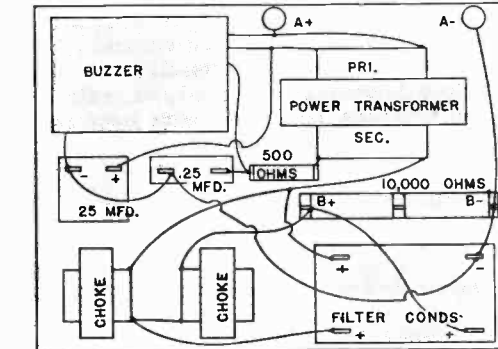 A+
A-
BUZZER
PRI.
POWER TRANSFORMER
SEC.
500
OHMS
- +
25 MFD.
.25
MFD.
10,000 OHMS
B+
B-
CHOKE
CHOKE
+
-
FILTER CONDS.
+
+